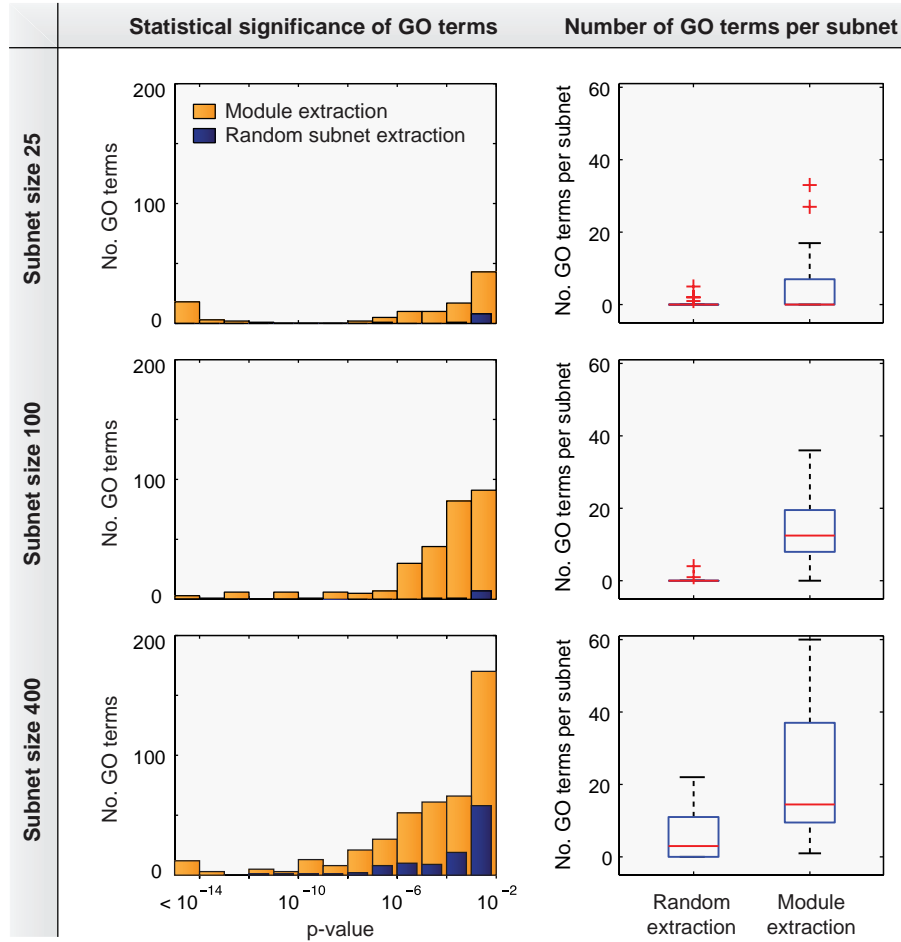 Statistical significance of GO terms
Number of GO terms per subnet
Subnet size 25
No. GO terms
200
100
0
Module extraction
Random subnet extraction
No. GO terms per subnet
60
40
20
0
Subnet size 100
No. GO terms
200
100
0
No. GO terms per subnet
60
40
20
0
Subnet size 400
No. GO terms
200
100
0
< 10^−14
10^−10
10^−6
10^−2
p-value
No. GO terms per subnet
60
40
20
0
Random
extraction
Module
extraction